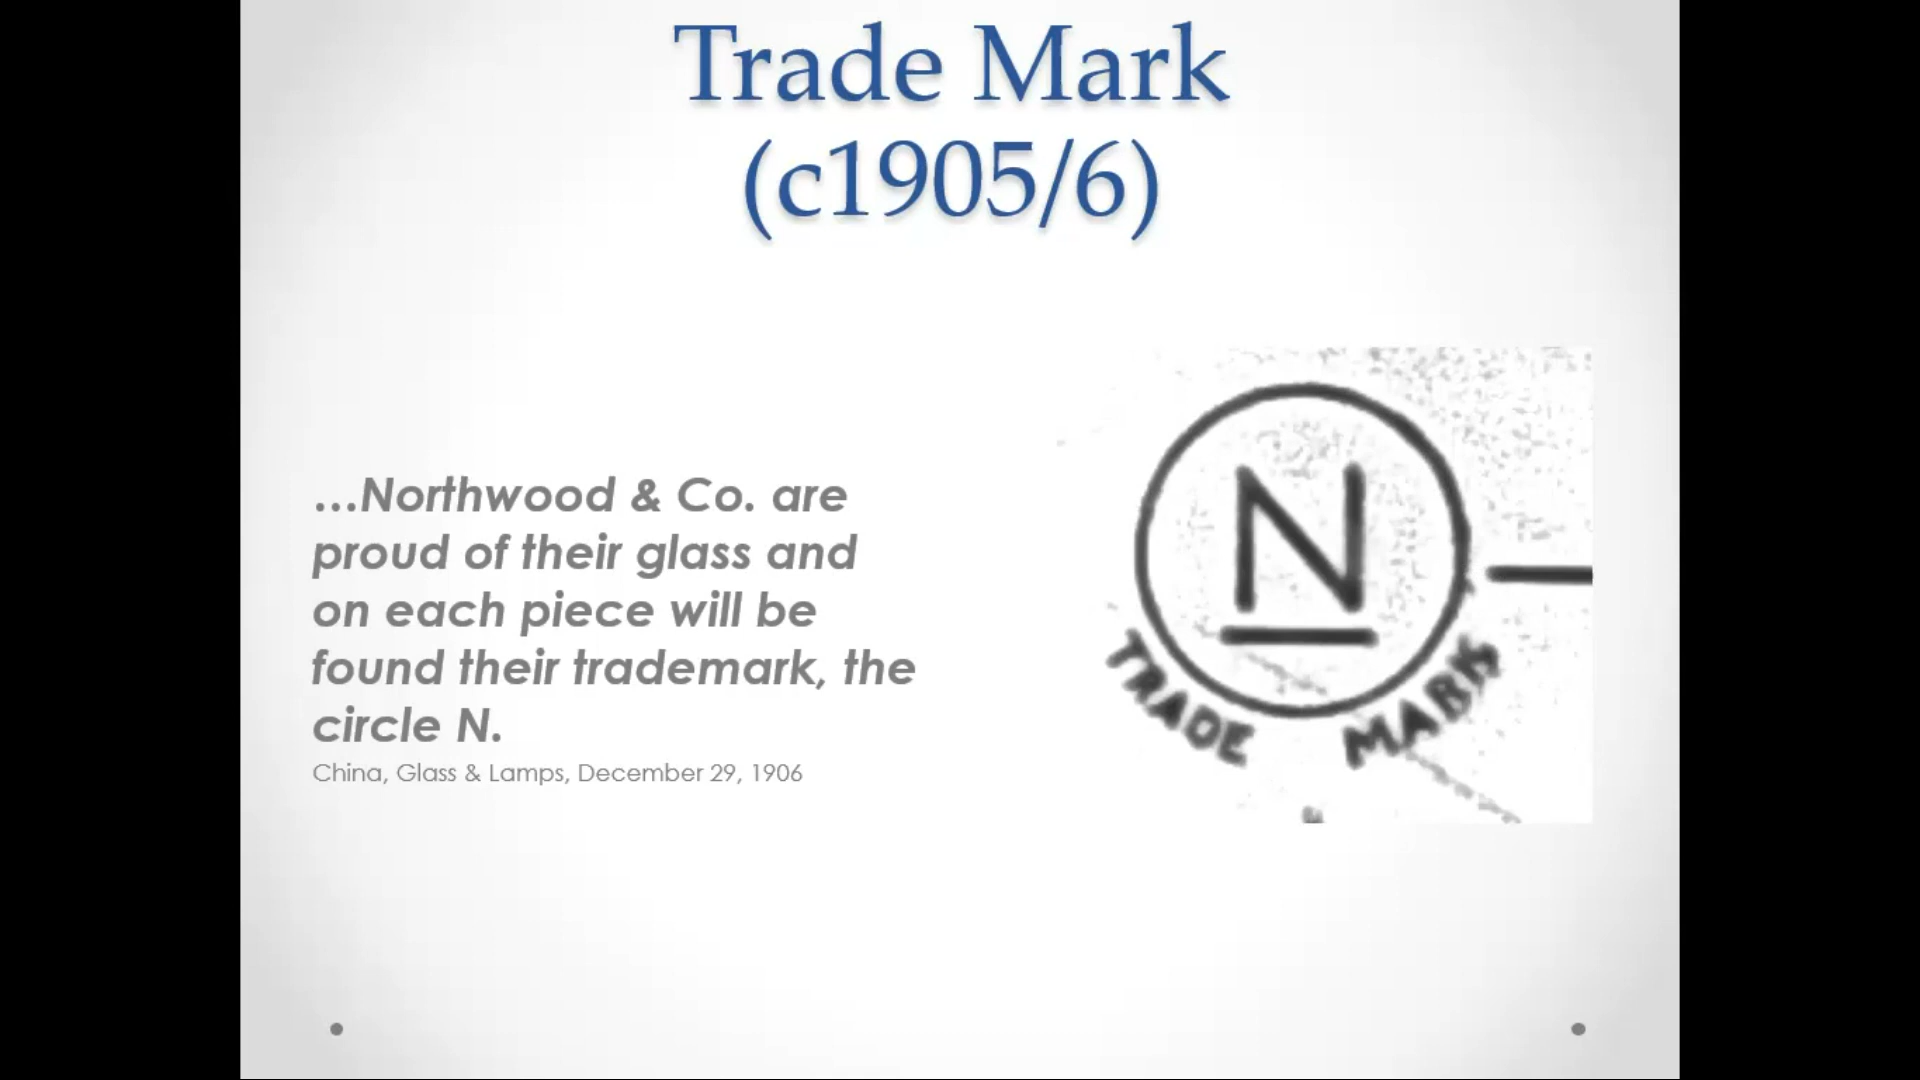 Trade Mark
(c1905/6)
...Northwood & Co. are
proud of their glass and
on each piece will be
found their trademark, the
circle N.
China, Glass & Lamps, December 29, 1906
N
TRADE MARK